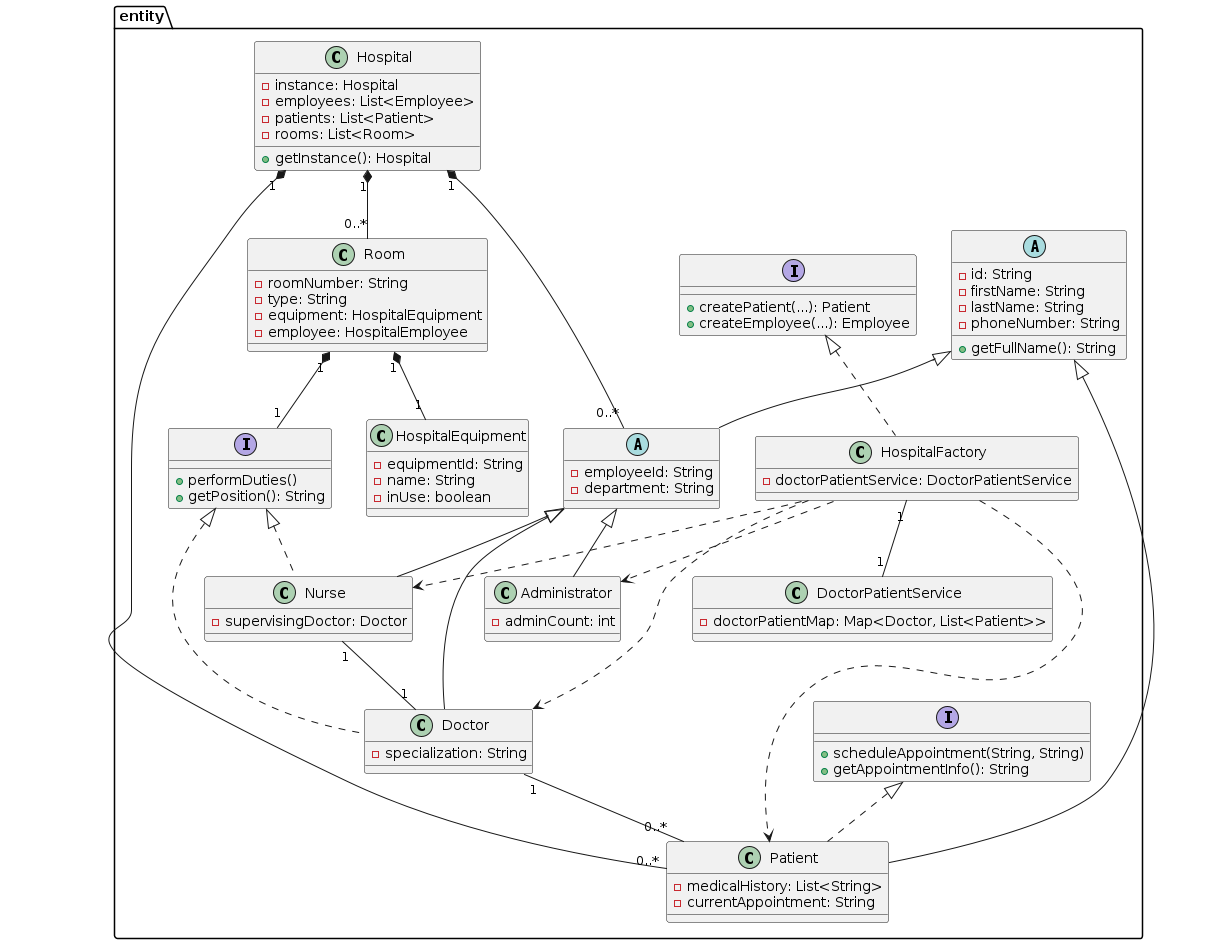 entity
C Hospital
instance: Hospital
employees: List<Employee>
patients: List<Patient>
rooms: List<Room>
getInstance(): Hospital
1
1
1
0..*
C Room
roomNumber: String
type: String
equipment: HospitalEquipment
employee: HospitalEmployee
I
createPatient(...): Patient
createEmployee(...): Employee
A
id: String
firstName: String
lastName: String
phoneNumber: String
getFullName(): String
1
1
1
1
0..*
I
performDuties()
getPosition(): String
C HospitalEquipment
equipmentId: String
name: String
inUse: boolean
A
employeeId: String
department: String
C HospitalFactory
doctorPatientService: DoctorPatientService
1
1
C Nurse
supervisingDoctor: Doctor
C Administrator
adminCount: int
C DoctorPatientService
doctorPatientMap: Map<Doctor, List<Patient>>
1
1
C Doctor
specialization: String
I
scheduleAppointment(String, String)
getAppointmentInfo(): String
1
0..*
0..*
C Patient
medicalHistory: List<String>
currentAppointment: String